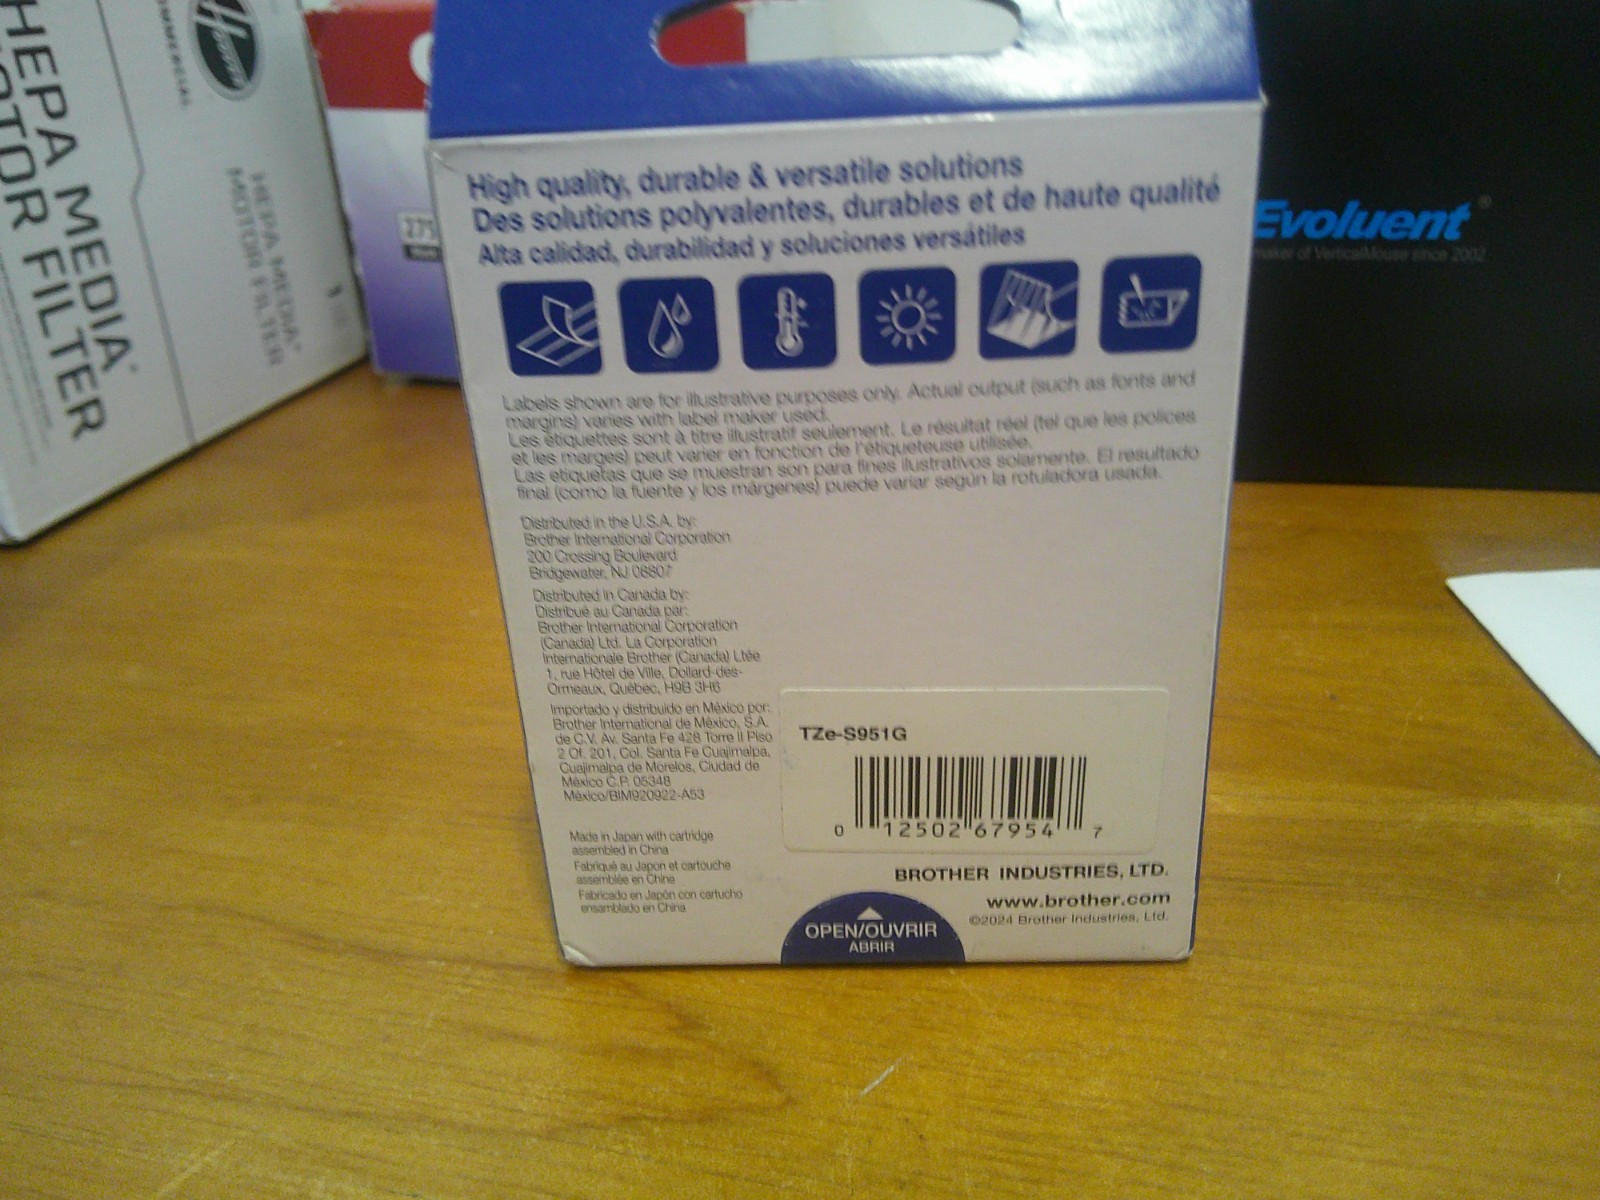 HEPA MEDIA
MOTOR FILTER
Hoover
COMMERCIAL
HEPA MEDIA
MOTOR FILTER
1
Evoluent®
maker of VerticalMouse since 2002
High quality, durable & versatile solutions
Des solutions polyvalentes, durables et de haute qualité
Alta calidad, durabilidad y soluciones versátiles
Labels shown are for illustrative purposes only. Actual output (such as fonts and
margins) varies with label maker used.
Les étiquettes sont à titre illustratif seulement. Le résultat réel (tel que les polices
et les marges) peut varier en fonction de l'étiqueteuse utilisée.
Las etiquetas que se muestran son para fines ilustrativos solamente. El resultado
final (como la fuente y los márgenes) puede variar según la rotuladora usada.
Distributed in the U.S.A. by:
Brother International Corporation
200 Crossing Boulevard
Bridgewater, NJ 08807
Distributed in Canada by:
Distribué au Canada par:
Brother International Corporation
(Canada) Ltd. La Corporation
Internationale Brother (Canada) Ltée
1, rue Hôtel de Ville, Dollard-des-
Ormeaux, Québec, H9B 3H6
Importado y distribuido en México por:
Brother International de México, S.A.
de C.V. Av. Santa Fe 428 Torre II Piso
2 Of. 201, Col. Santa Fe Cuajimalpa,
Cuajimalpa de Morelos, Ciudad de
México C.P. 05348
México/BIM920922-A53
Made in Japan with cartridge
assembled in China
Fabriqué au Japon et cartouche
assemblée en China
Fabricado en Japón con cartucho
ensamblado en China
TZe-S951G
0 12502 67954 7
BROTHER INDUSTRIES, LTD.
www.brother.com
©2024 Brother Industries, Ltd.
OPEN/OUVRIR
ABRIR